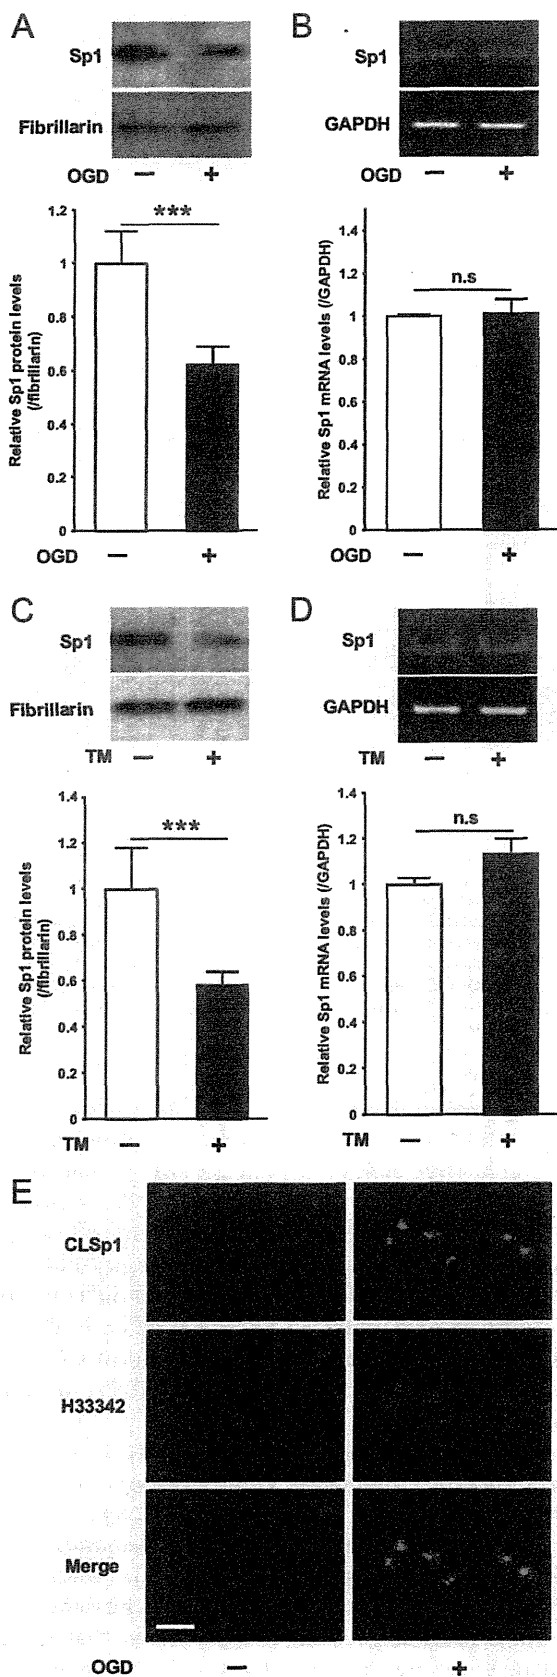 A
Sp1
Fibrillarin
OGD — +
Relative Sp1 protein levels
(/fibrillarin)
1.2
1
0.8
0.6
0.4
0.2
0
***
OGD — +
B
Sp1
GAPDH
OGD — +
Relative Sp1 mRNA levels (/GAPDH)
1.4
1.2
1
0.8
0.6
0.4
0.2
0
n.s
OGD — +
C
Sp1
Fibrillarin
TM — +
Relative Sp1 protein levels
(/fibrillarin)
1.4
1.2
1
0.8
0.6
0.4
0.2
0
***
TM — +
D
Sp1
GAPDH
TM — +
Relative Sp1 mRNA levels (/GAPDH)
1.4
1.2
1
0.8
0.6
0.4
0.2
0
n.s
TM — +
E
CLSp1
H33342
Merge
OGD — +